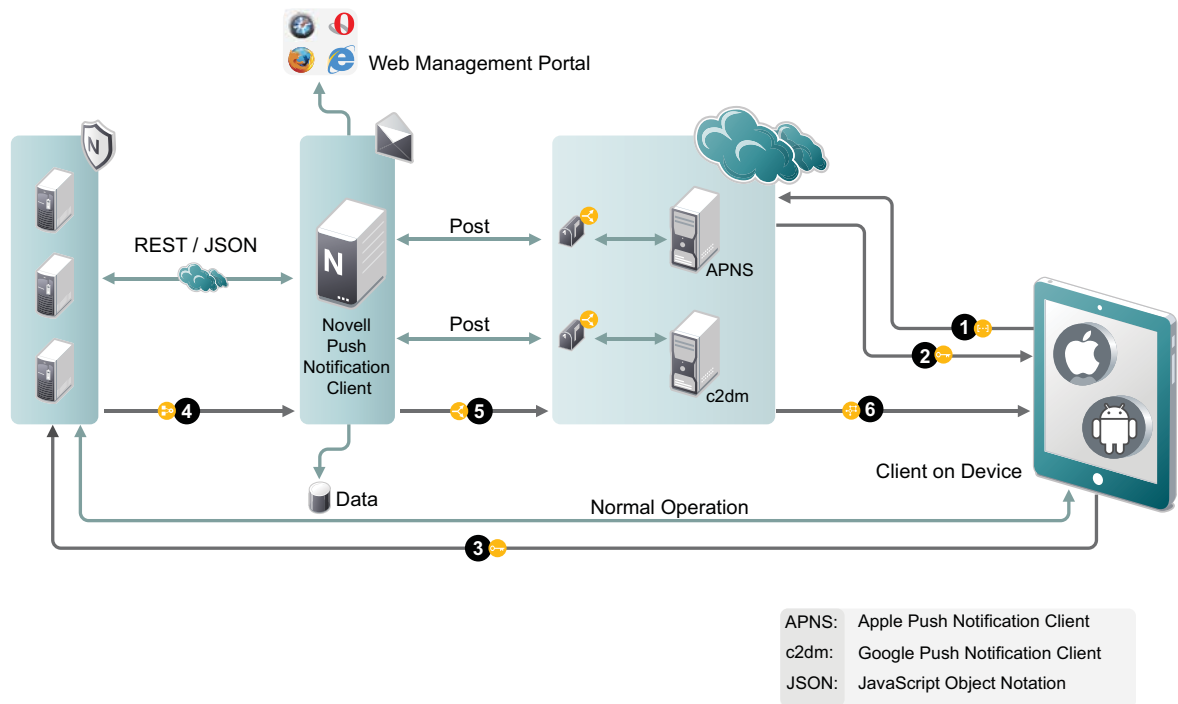 Web Management Portal
N
REST / JSON
N
Novell
Push
Notification
Client
Post
Post
APNS
c2dm
1
2
4
5
6
Client on Device
Data
Normal Operation
3
APNS: Apple Push Notification Client
c2dm: Google Push Notification Client
JSON: JavaScript Object Notation